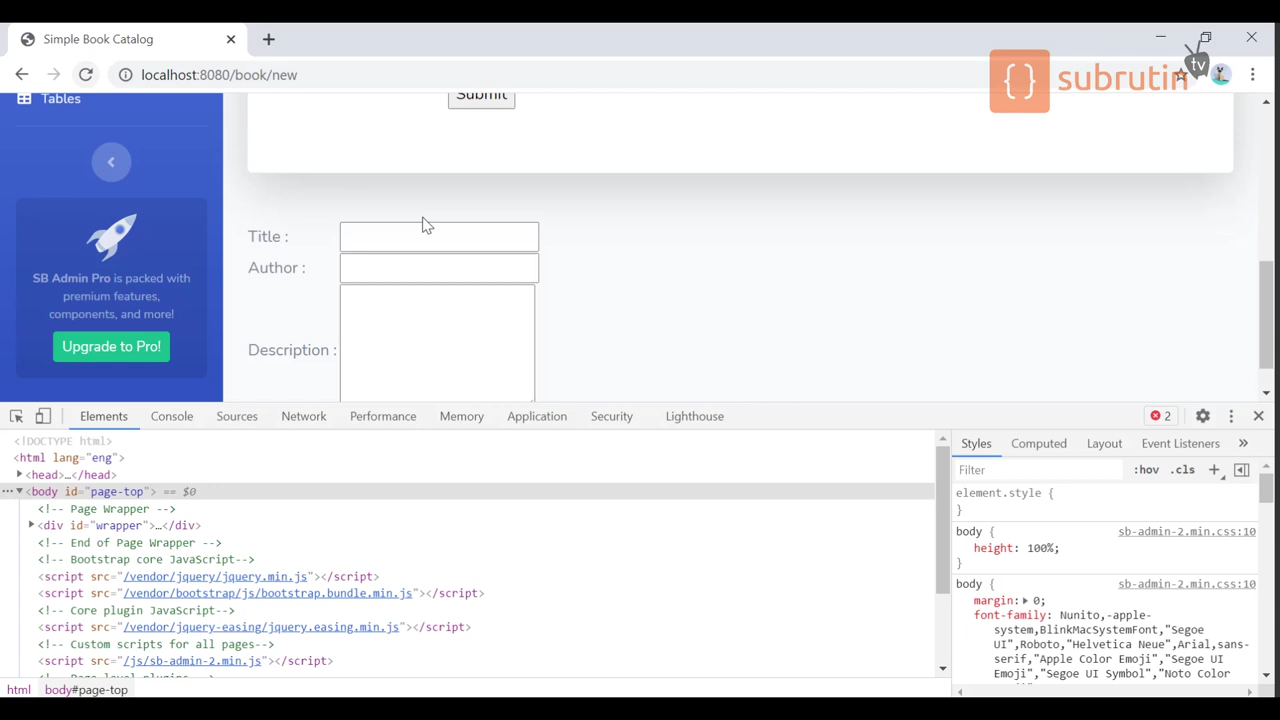 Simple Book Catalog
localhost:8080/book/new
{ } subrutin tv
Tables
Submit
SB Admin Pro is packed with
premium features,
components, and more!
Upgrade to Pro!
Title :
Author :
Description :
Elements Console Sources Network Performance Memory Application Security Lighthouse 2
<!DOCTYPE html>
<html lang="eng">
<head>…</head>
<body id="page-top"> == $0
<!-- Page Wrapper -->
<div id="wrapper">…</div>
<!-- End of Page Wrapper -->
<!-- Bootstrap core JavaScript-->
<script src="/vendor/jquery/jquery.min.js"></script>
<script src="/vendor/bootstrap/js/bootstrap.bundle.min.js"></script>
<!-- Core plugin JavaScript-->
<script src="/vendor/jquery-easing/jquery.easing.min.js"></script>
<!-- Custom scripts for all pages-->
<script src="/js/sb-admin-2.min.js"></script>
<!-- Page level plugins -->
html body#page-top
Styles Computed Layout Event Listeners »
Filter :hov .cls +
element.style {
}
body { sb-admin-2.min.css:10
height: 100%;
}
body { sb-admin-2.min.css:10
margin: 0;
font-family: Nunito,-apple-
system,BlinkMacSystemFont,"Segoe
UI",Roboto,"Helvetica Neue",Arial,sans-
serif,"Apple Color Emoji","Segoe UI
Emoji","Segoe UI Symbol","Noto Color